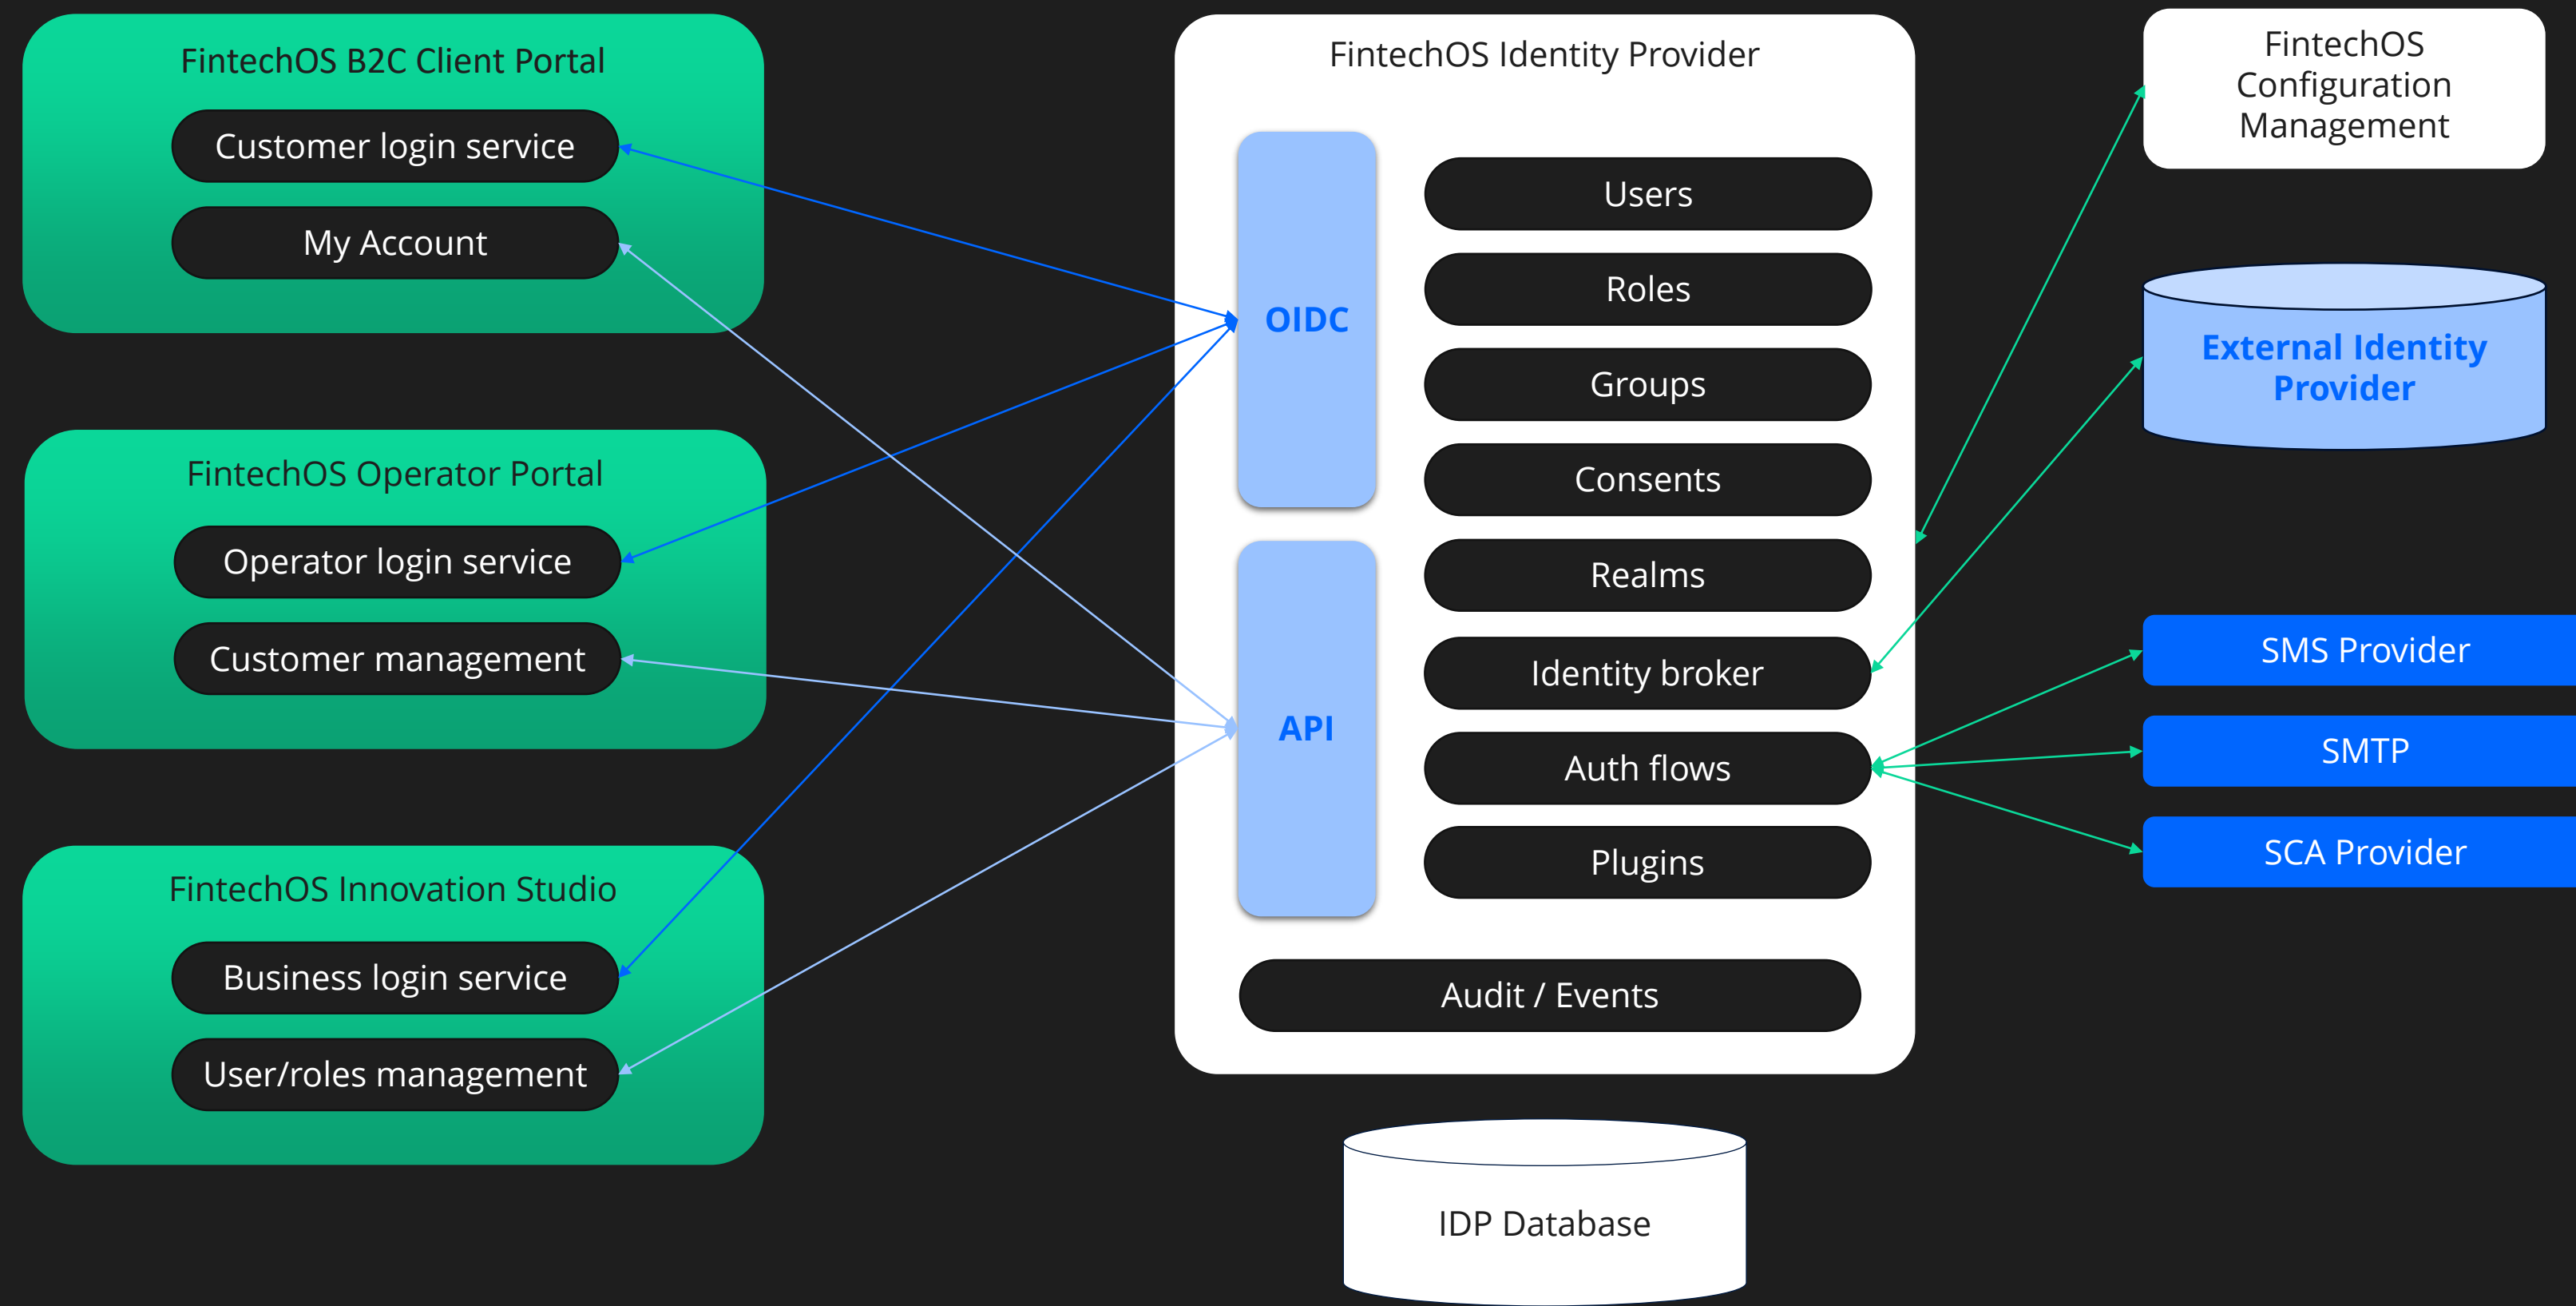 FintechOS B2C Client Portal
Customer login service
My Account
FintechOS Operator Portal
Operator login service
Customer management
FintechOS Innovation Studio
Business login service
User/roles management
FintechOS Identity Provider
OIDC
API
Users
Roles
Groups
Consents
Realms
Identity broker
Auth flows
Plugins
Audit / Events
IDP Database
FintechOS
Configuration
Management
External Identity
Provider
SMS Provider
SMTP
SCA Provider